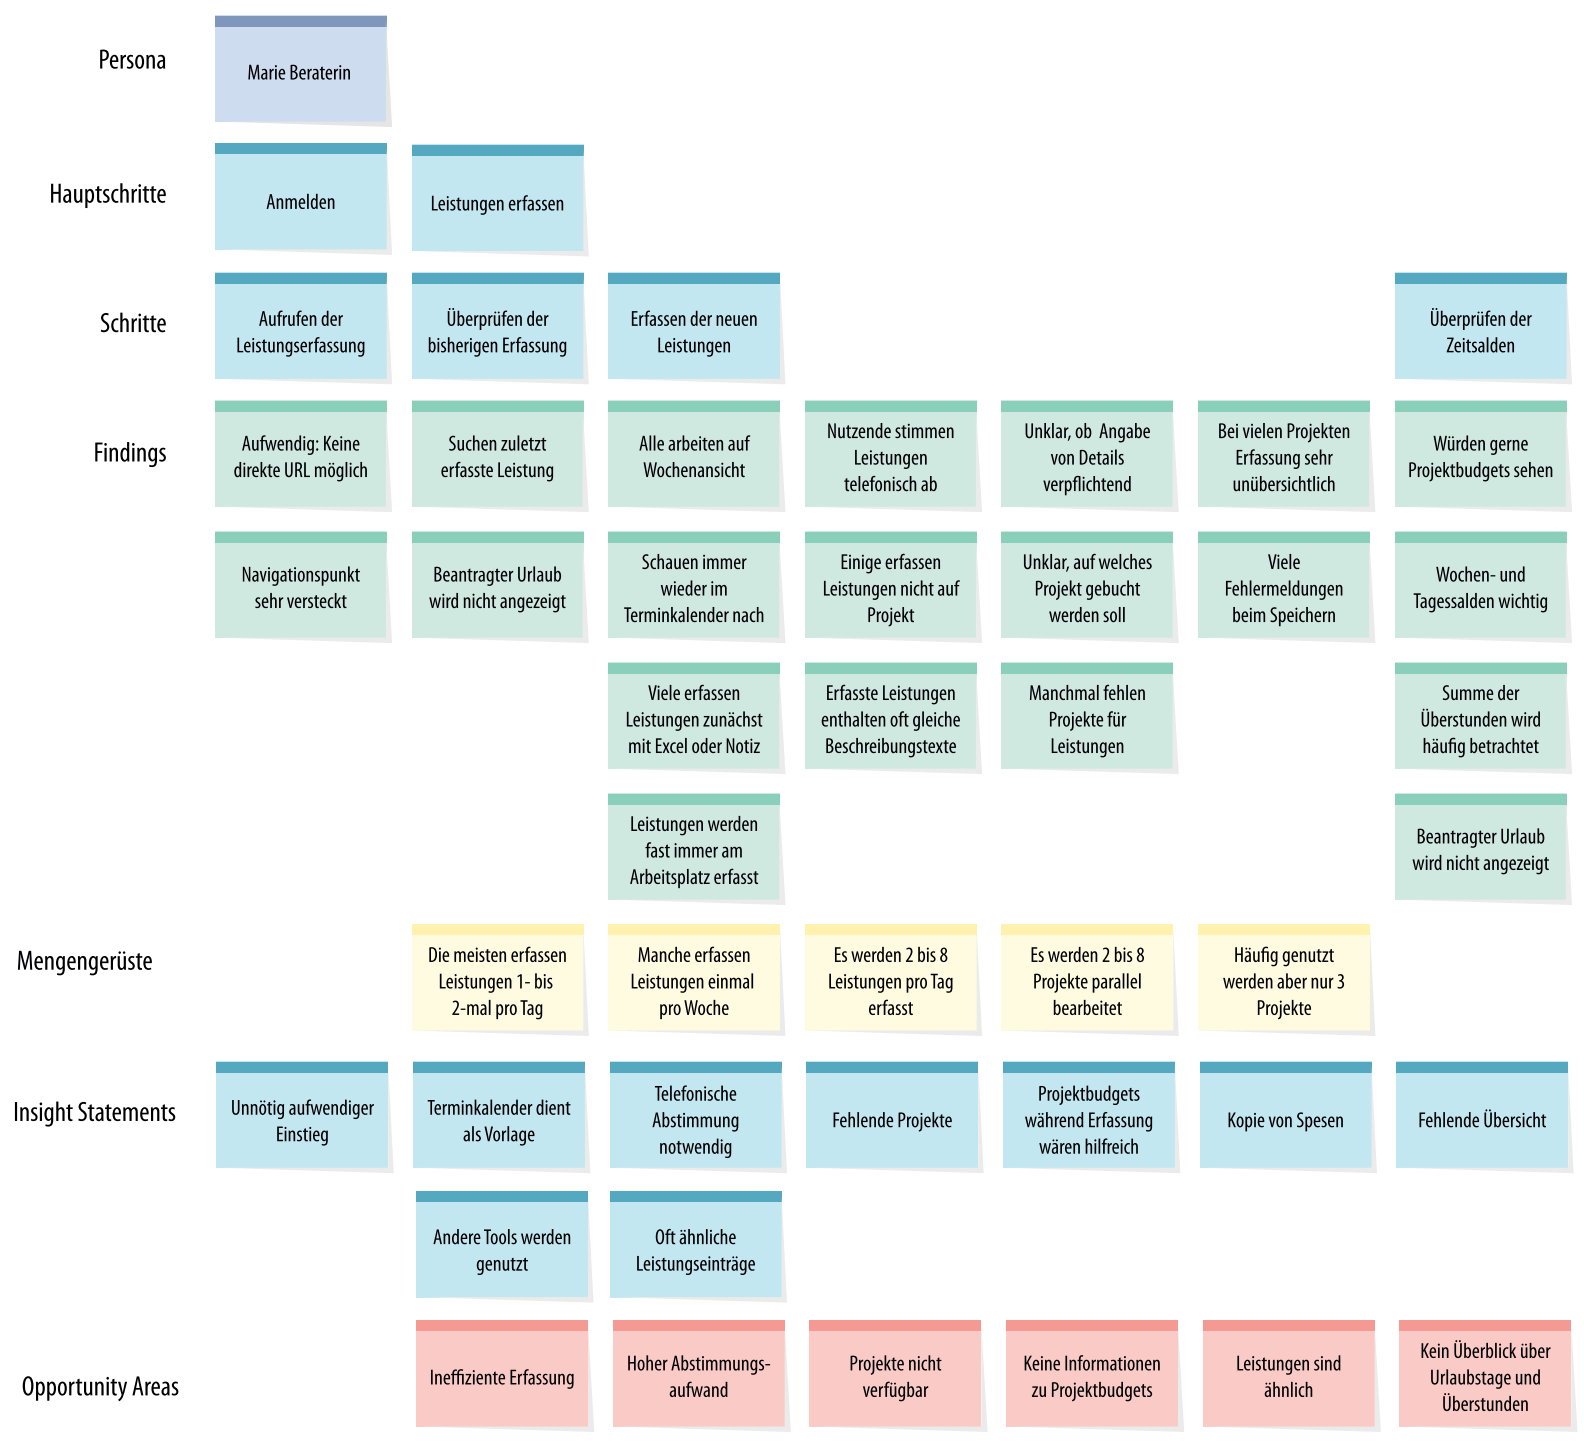 Persona
Marie Beraterin
Hauptschritte
Anmelden
Leistungen erfassen
Schritte
Aufrufen der
Leistungserfassung
Überprüfen der
bisherigen Erfassung
Erfassen der neuen
Leistungen
Überprüfen der
Zeitsalden
Findings
Aufwendig: Keine
direkte URL möglich
Suchen zuletzt
erfasste Leistung
Alle arbeiten auf
Wochenansicht
Nutzende stimmen
Leistungen
telefonisch ab
Unklar, ob Angabe
von Details
verpflichtend
Bei vielen Projekten
Erfassung sehr
unübersichtlich
Würden gerne
Projektbudgets sehen
Navigationspunkt
sehr versteckt
Beantragter Urlaub
wird nicht angezeigt
Schauen immer
wieder im
Terminkalender nach
Einige erfassen
Leistungen nicht auf
Projekt
Unklar, auf welches
Projekt gebucht
werden soll
Viele
Fehlermeldungen
beim Speichern
Wochen- und
Tagessalden wichtig
Viele erfassen
Leistungen zunächst
mit Excel oder Notiz
Erfasste Leistungen
enthalten oft gleiche
Beschreibungstexte
Manchmal fehlen
Projekte für
Leistungen
Summe der
Überstunden wird
häufig betrachtet
Leistungen werden
fast immer am
Arbeitsplatz erfasst
Beantragter Urlaub
wird nicht angezeigt
Mengengerüste
Die meisten erfassen
Leistungen 1- bis
2-mal pro Tag
Manche erfassen
Leistungen einmal
pro Woche
Es werden 2 bis 8
Leistungen pro Tag
erfasst
Es werden 2 bis 8
Projekte parallel
bearbeitet
Häufig genutzt
werden aber nur 3
Projekte
Insight Statements
Unnötig aufwendiger
Einstieg
Terminkalender dient
als Vorlage
Telefonische
Abstimmung
notwendig
Fehlende Projekte
Projektbudgets
während Erfassung
wären hilfreich
Kopie von Spesen
Fehlende Übersicht
Andere Tools werden
genutzt
Oft ähnliche
Leistungseinträge
Opportunity Areas
Ineffiziente Erfassung
Hoher Abstimmungs-
aufwand
Projekte nicht
verfügbar
Keine Informationen
zu Projektbudgets
Leistungen sind
ähnlich
Kein Überblick über
Urlaubstage und
Überstunden